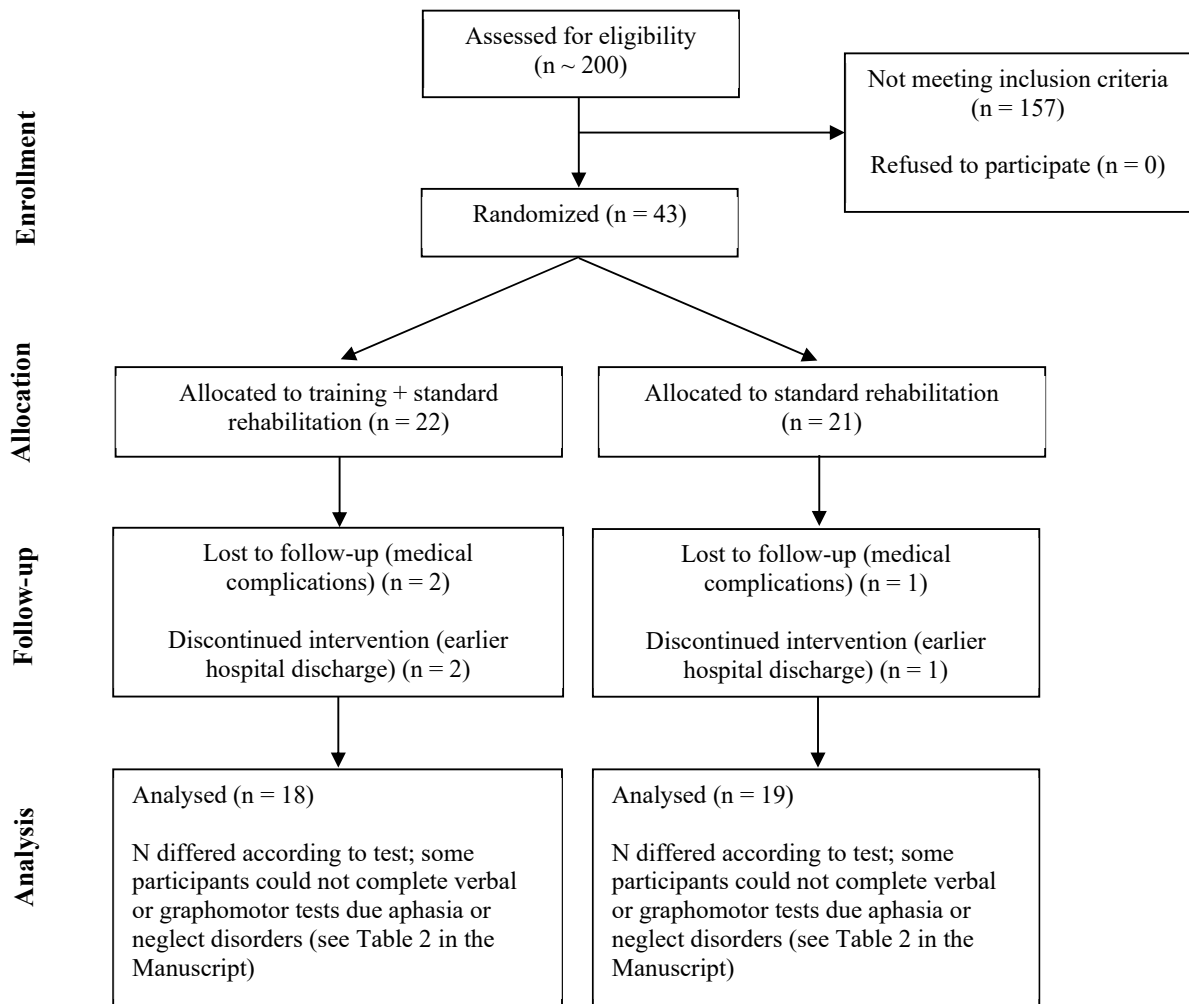 Assessed for eligibility
(n ~ 200)
Not meeting inclusion criteria
(n = 157)
Refused to participate (n = 0)
Enrollment
Randomized (n = 43)
Allocation
Allocated to training + standard
rehabilitation (n = 22)
Allocated to standard rehabilitation
(n = 21)
Follow-up
Lost to follow-up (medical
complications) (n = 2)
Discontinued intervention (earlier
hospital discharge) (n = 2)
Lost to follow-up (medical
complications) (n = 1)
Discontinued intervention (earlier
hospital discharge) (n = 1)
Analysis
Analysed (n = 18)
N differed according to test; some
participants could not complete verbal
or graphomotor tests due aphasia or
neglect disorders (see Table 2 in the
Manuscript)
Analysed (n = 19)
N differed according to test; some
participants could not complete verbal
or graphomotor tests due aphasia or
neglect disorders (see Table 2 in the
Manuscript)